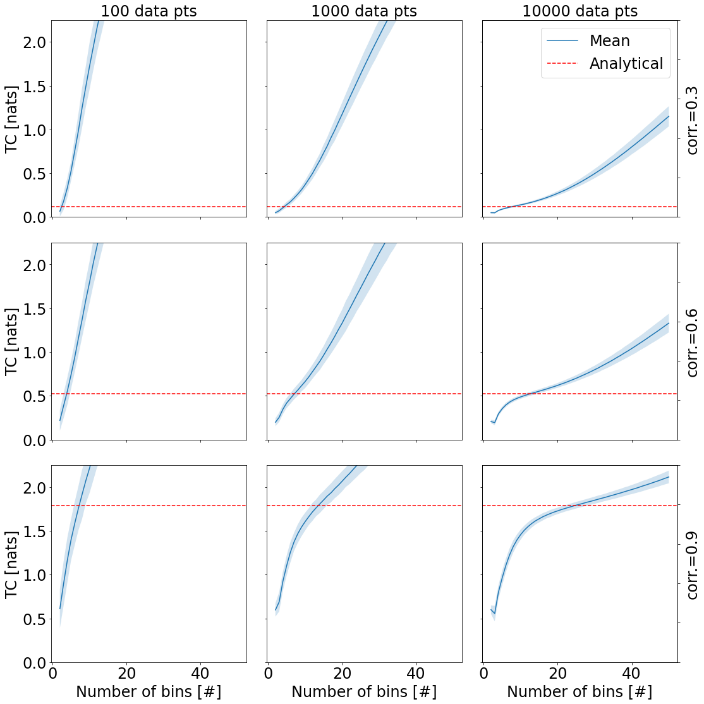 100 data pts 1000 data pts 10000 data pts
TC [nats] 2.0 1.5 1.0 0.5 0.0
Mean
Analytical
corr.=0.3
TC [nats] 2.0 1.5 1.0 0.5 0.0
corr.=0.6
TC [nats] 2.0 1.5 1.0 0.5 0.0
corr.=0.9
0 20 40 0 20 40 0 20 40
Number of bins [#] Number of bins [#] Number of bins [#]